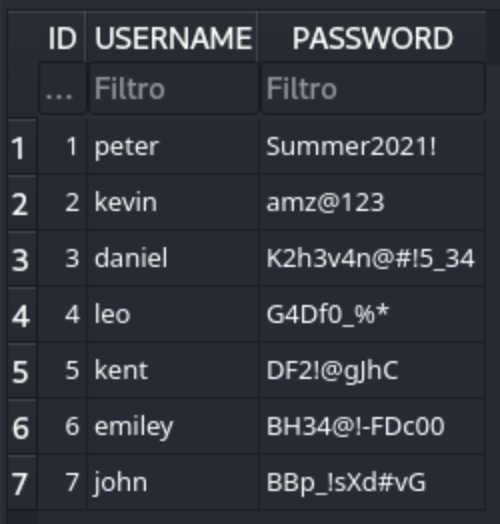 ID USERNAME PASSWORD
... Filtro Filtro
1 1 peter Summer2021!
2 2 kevin amz@123
3 3 daniel K2h3v4n@#!5_34
4 4 leo G4Df0_%*
5 5 kent DF2!@gJhC
6 6 emiley BH34@!-FDc00
7 7 john BBp_!sXd#vG